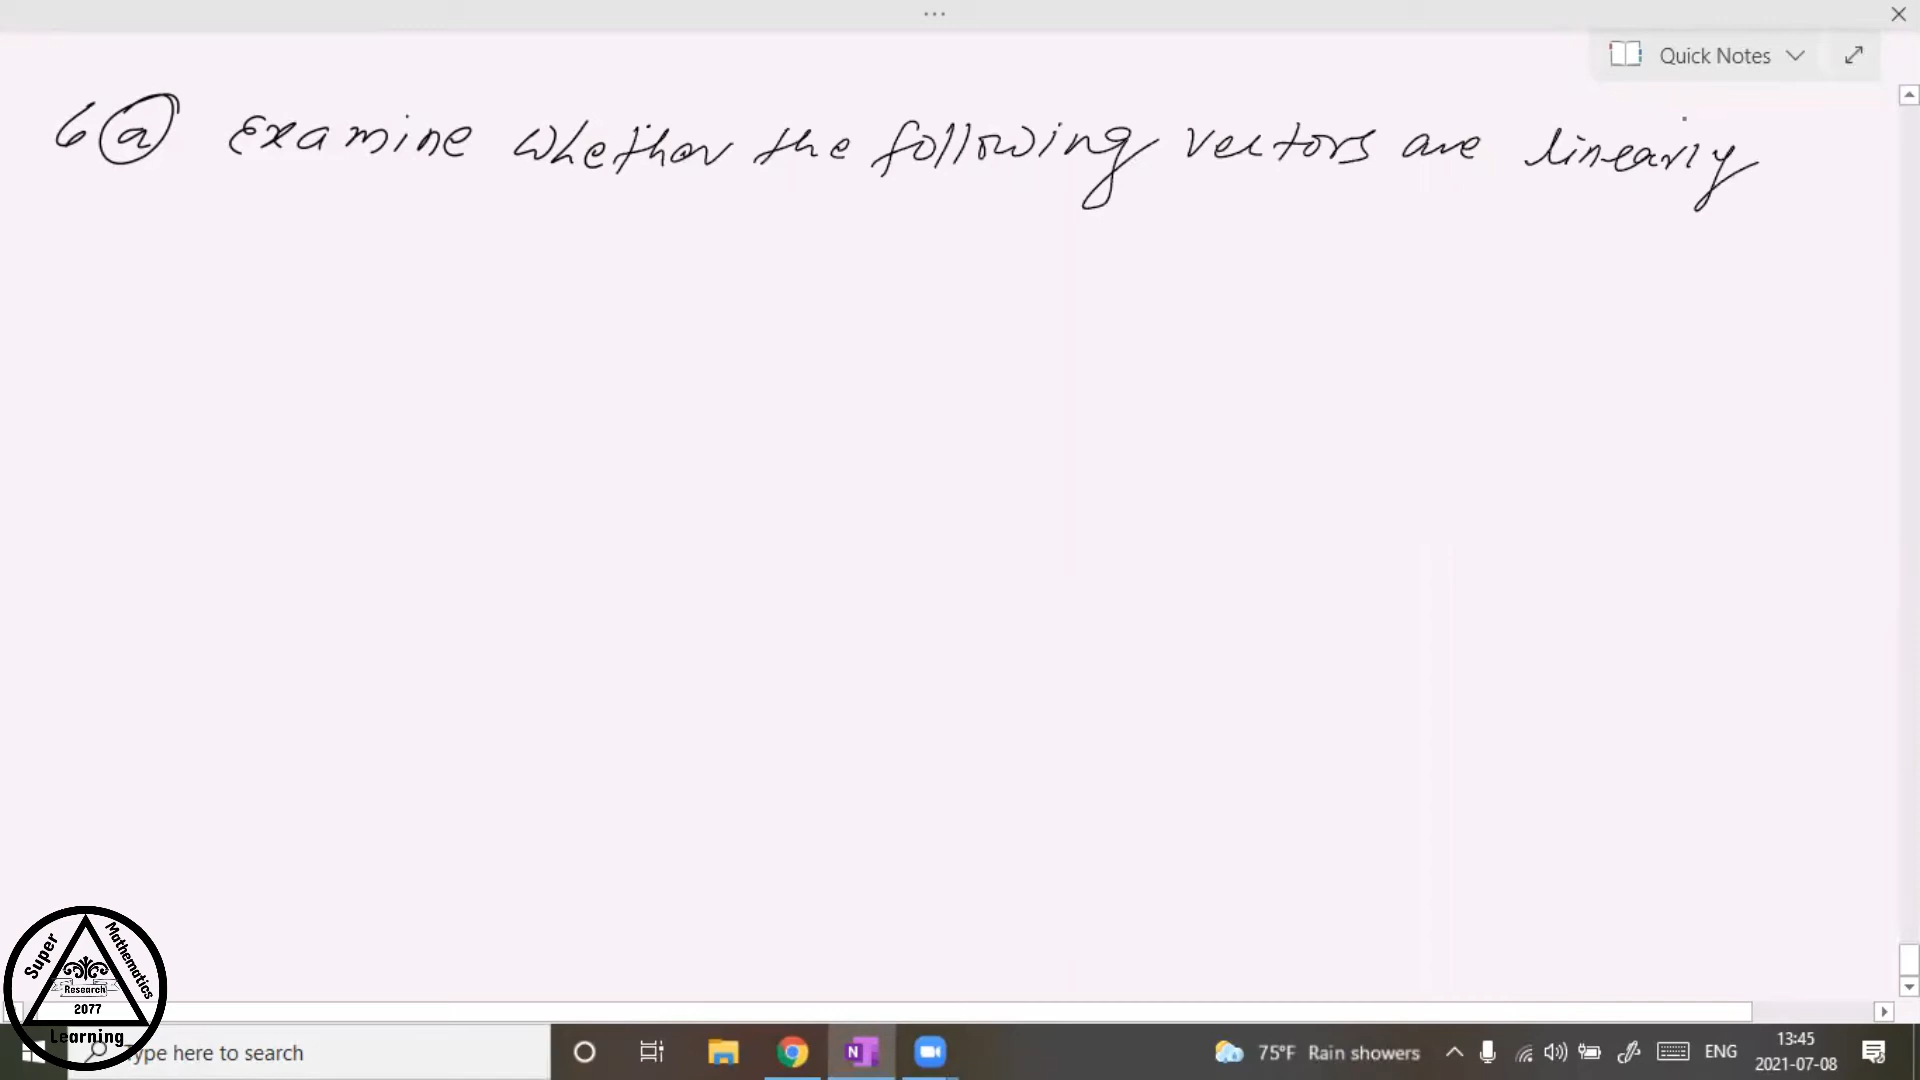 ...
Quick Notes
6 (a) Examine whether the following vectors are linearly
Super Mathematics
Research
2077
Learning
Type here to search
75°F Rain showers
ENG
13:45
2021-07-08